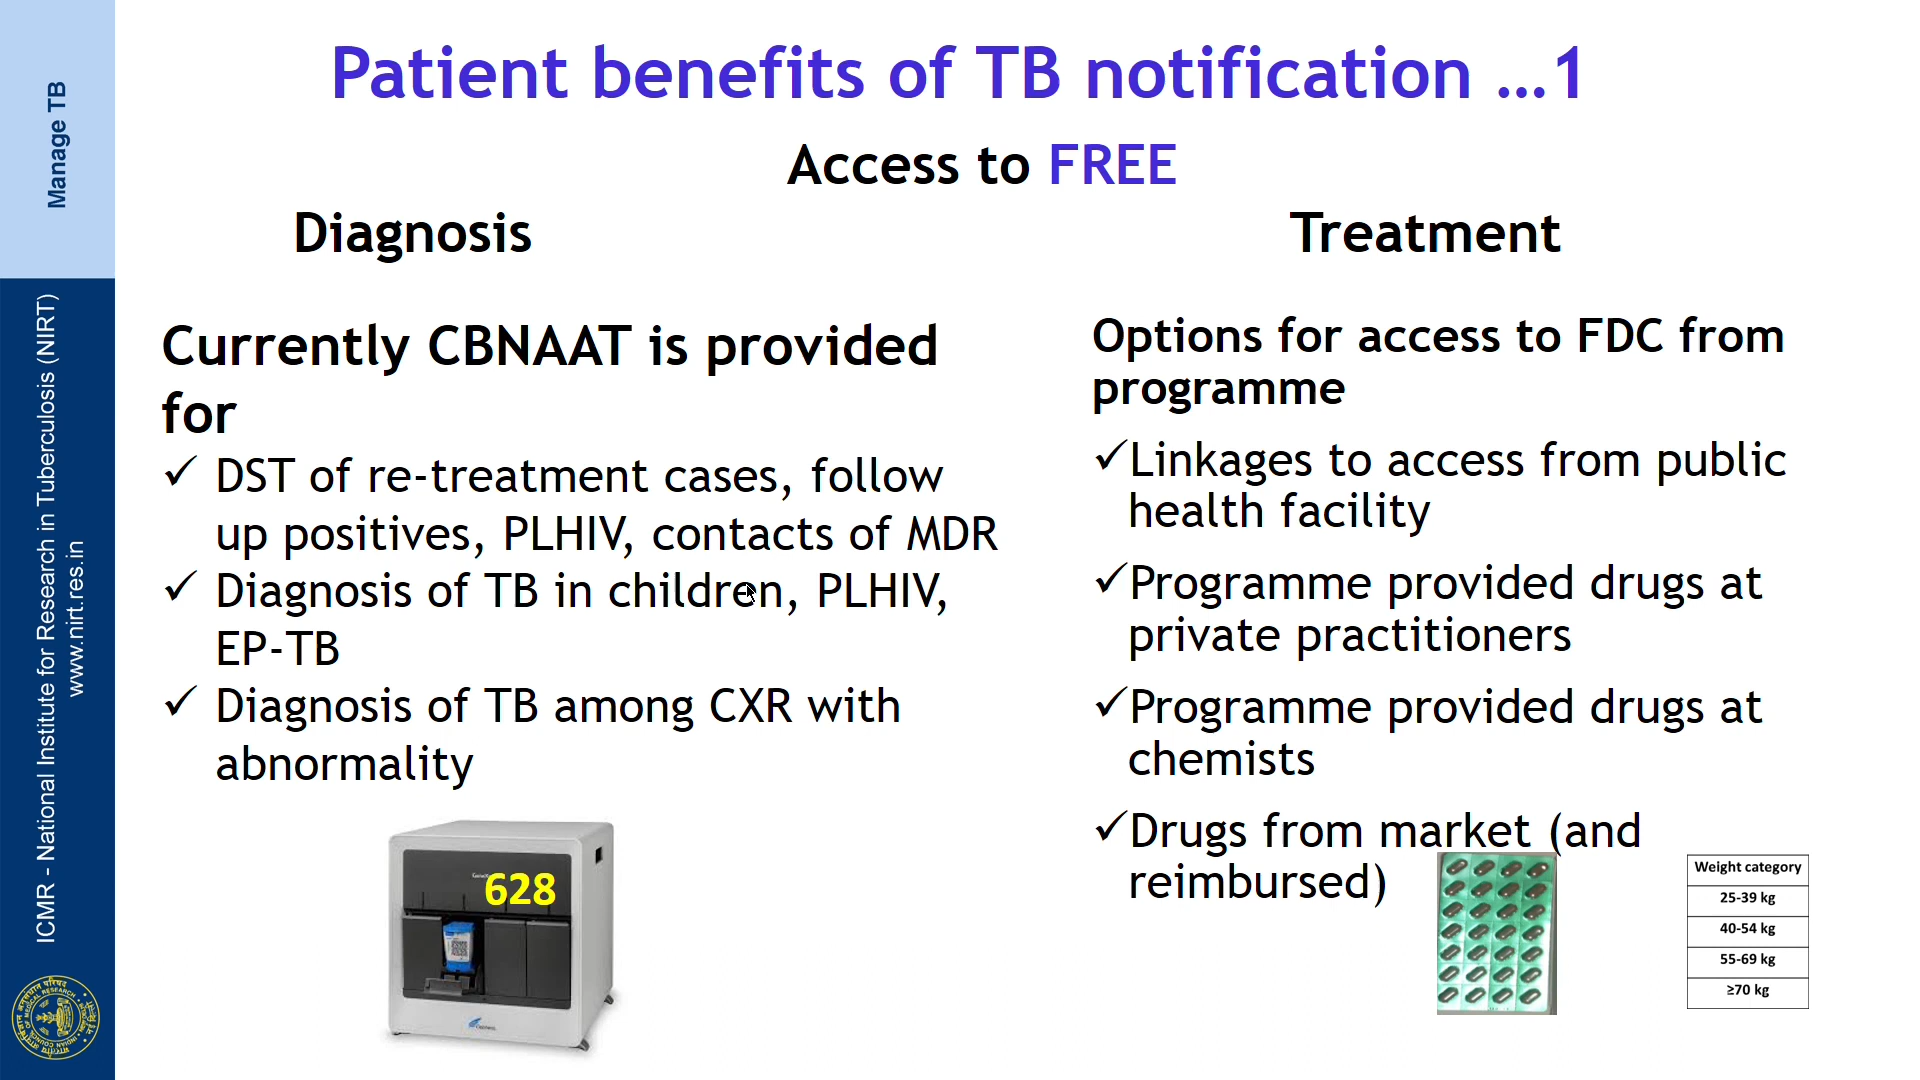 Manage TB
ICMR - National Institute for Research in Tuberculosis (NIRT)
www.nirt.res.in
Patient benefits of TB notification ...1
Access to FREE
Diagnosis
Currently CBNAAT is provided
for
✓ DST of re-treatment cases, follow
up positives, PLHIV, contacts of MDR
✓ Diagnosis of TB in children, PLHIV,
EP-TB
✓ Diagnosis of TB among CXR with
abnormality
628
Treatment
Options for access to FDC from
programme
✓Linkages to access from public
health facility
✓Programme provided drugs at
private practitioners
✓Programme provided drugs at
chemists
✓Drugs from market (and
reimbursed)
Weight category
25-39 kg
40-54 kg
55-69 kg
≥70 kg